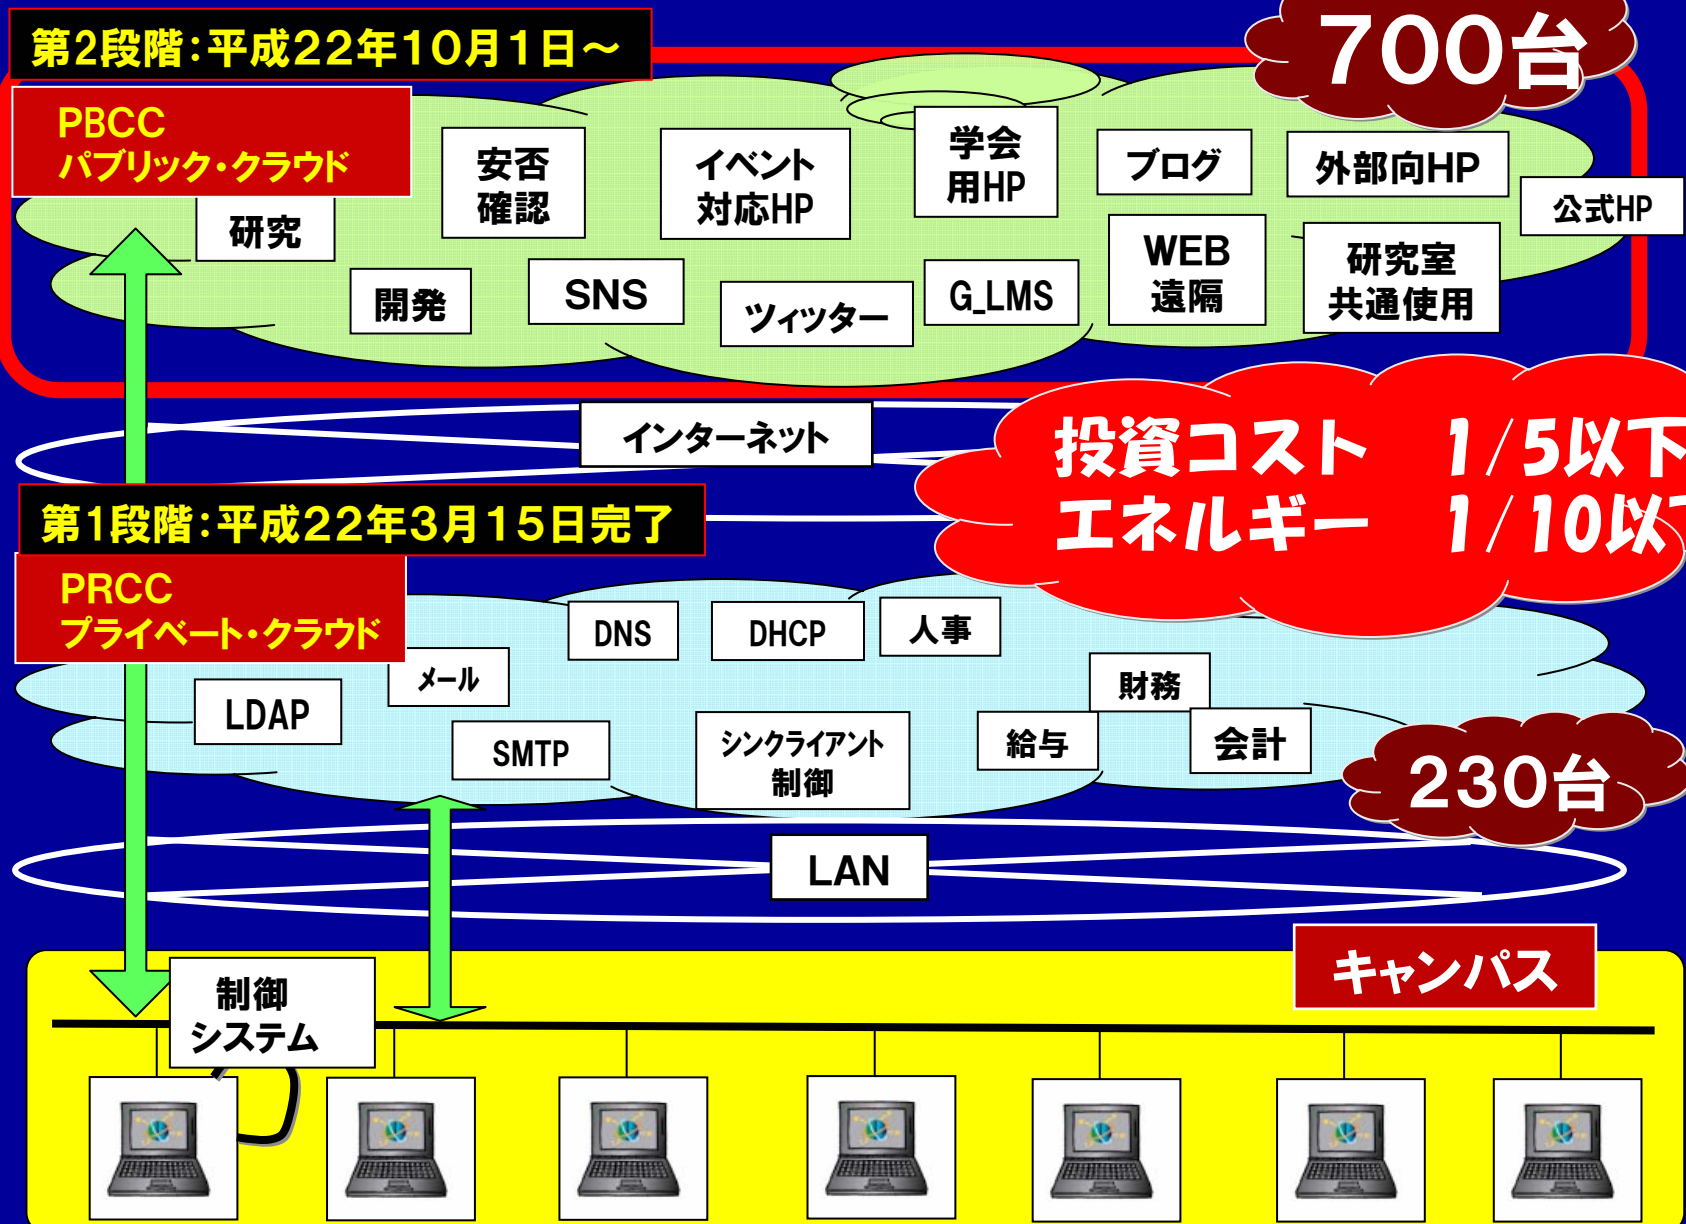 第2段階:平成22年10月1日～
700台
PBCC
パブリック・クラウド
安否
確認
イベント
対応HP
学会
用HP
ブログ
外部向HP
公式HP
研究
開発
SNS
ツィッター
G_LMS
WEB
遠隔
研究室
共通使用
インターネット
投資コスト 1/5以下
エネルギー 1/10以下
第1段階:平成22年3月15日完了
PRCC
プライベート・クラウド
DNS
DHCP
人事
メール
財務
LDAP
SMTP
シンクライアント
制御
給与
会計
230台
LAN
キャンパス
制御
システム